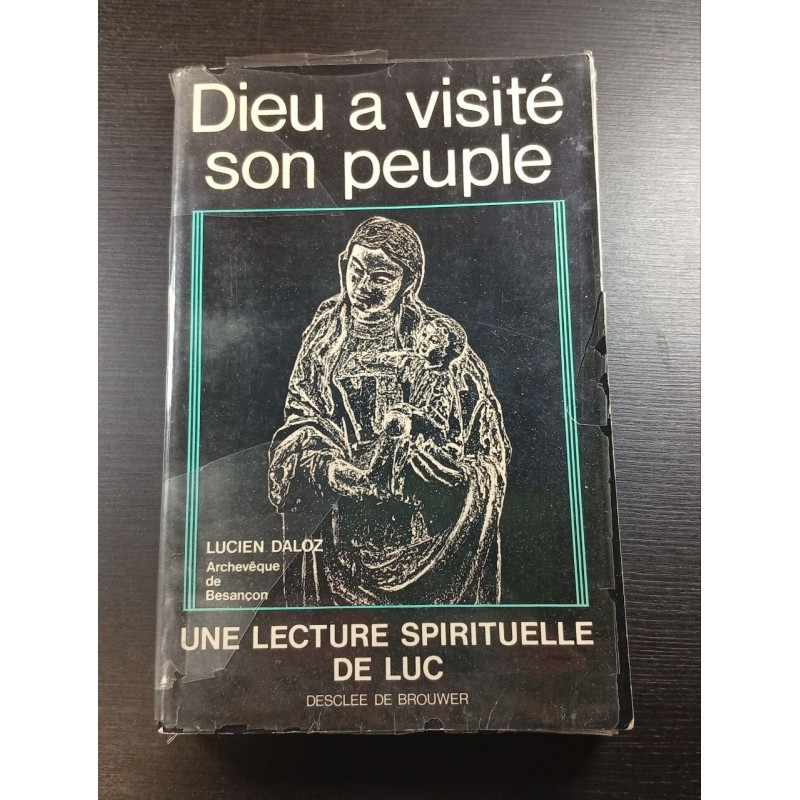 Dieu a visité
son peuple
LUCIEN DALOZ
Archevêque
de
Besançon
UNE LECTURE SPIRITUELLE
DE LUC
DESCLEE DE BROUWER